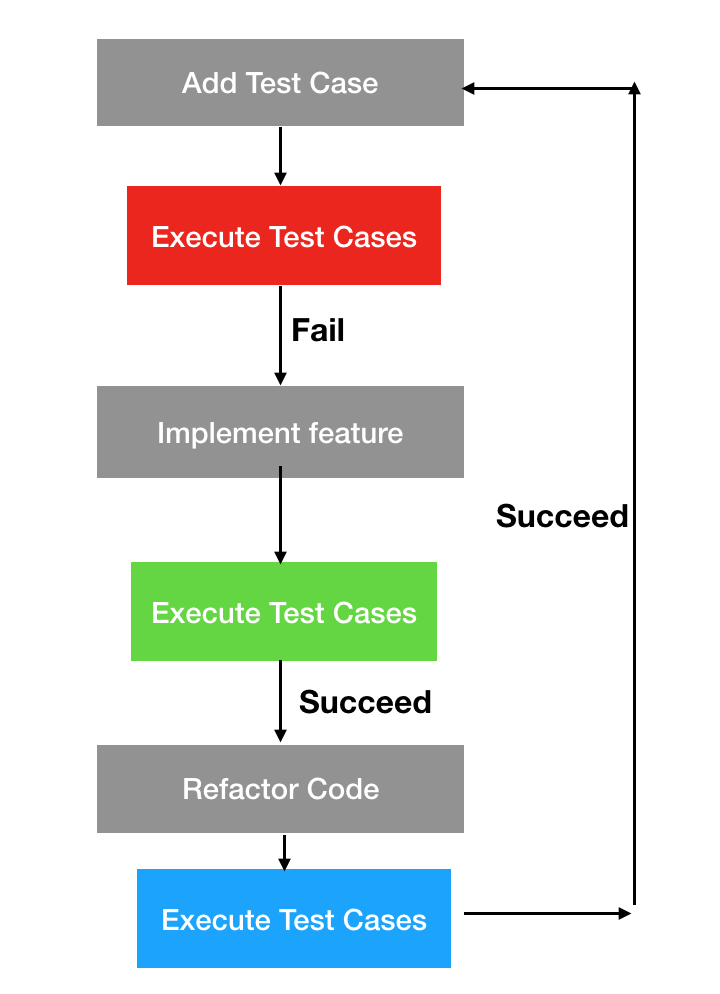 Add Test Case
Execute Test Cases
Fail
Implement feature
Succeed
Execute Test Cases
Succeed
Refactor Code
Execute Test Cases